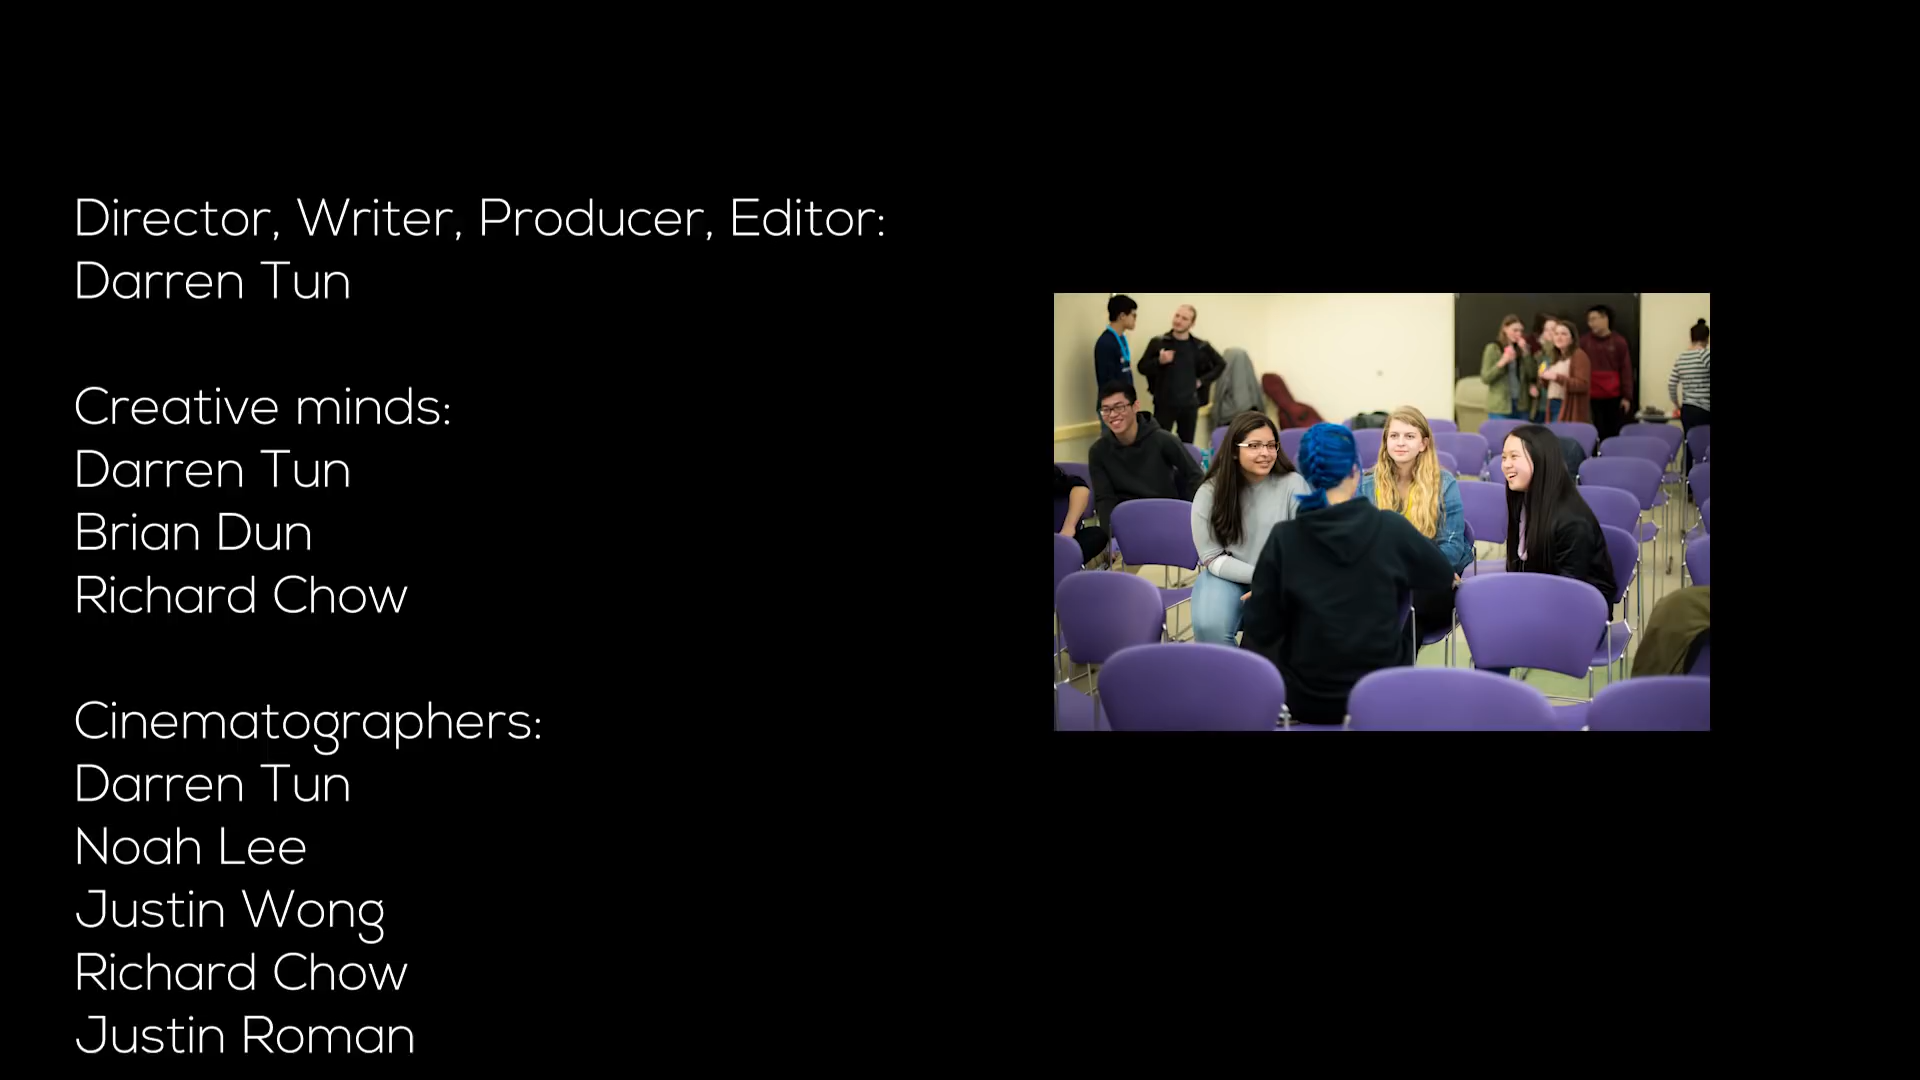 Director, Writer, Producer, Editor:
Darren Tun
Creative minds:
Darren Tun
Brian Dun
Richard Chow
Cinematographers:
Darren Tun
Noah Lee
Justin Wong
Richard Chow
Justin Roman